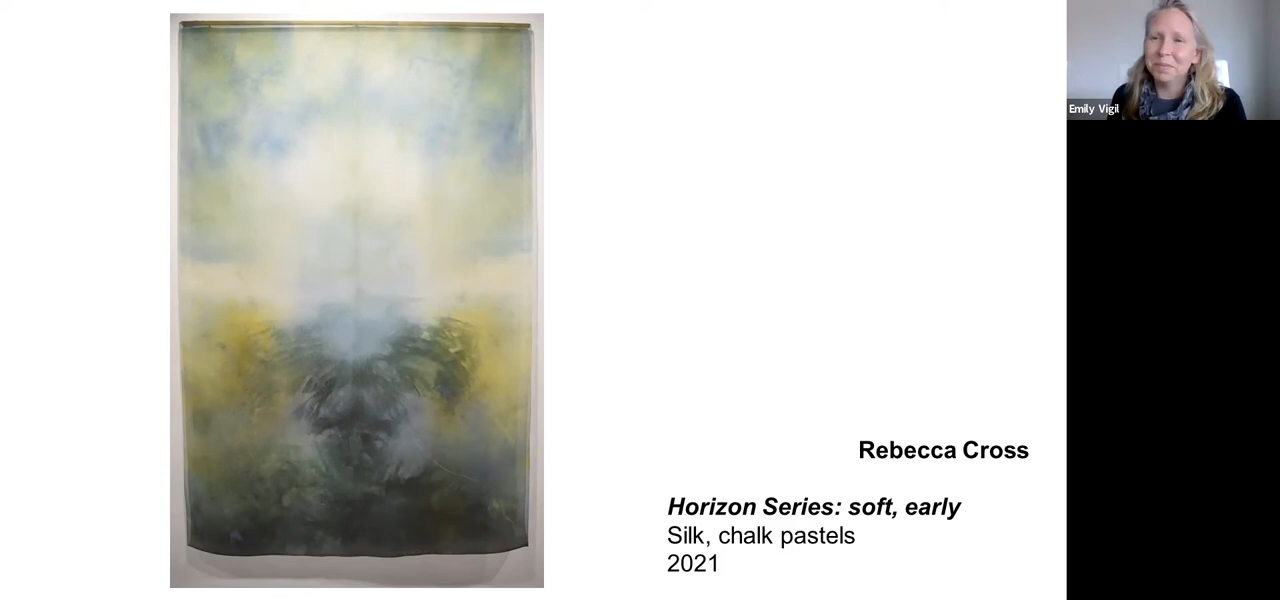 Emily Vigil
Rebecca Cross
Horizon Series: soft, early
Silk, chalk pastels
2021